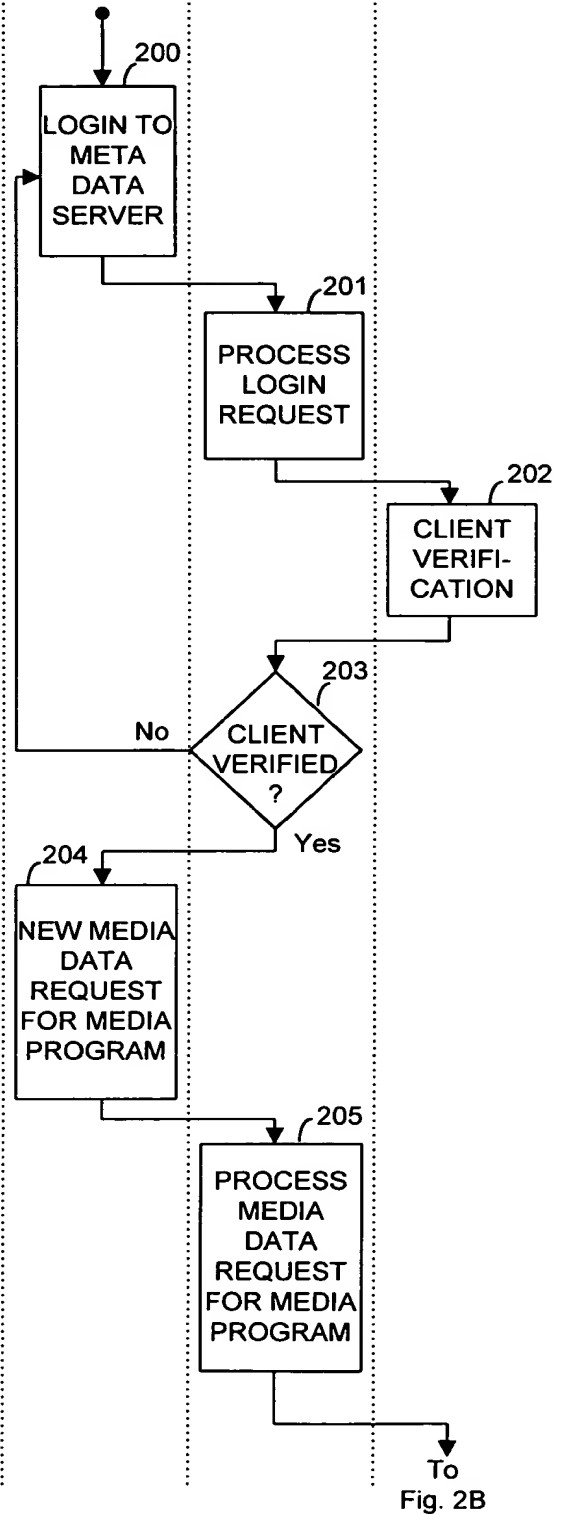 200
LOGIN TO
META
DATA
SERVER
201
PROCESS
LOGIN
REQUEST
202
CLIENT
VERIFI-
CATION
203
CLIENT
VERIFIED
?
No
Yes
204
NEW MEDIA
DATA
REQUEST
FOR MEDIA
PROGRAM
205
PROCESS
MEDIA
DATA
REQUEST
FOR MEDIA
PROGRAM
To
Fig. 2B